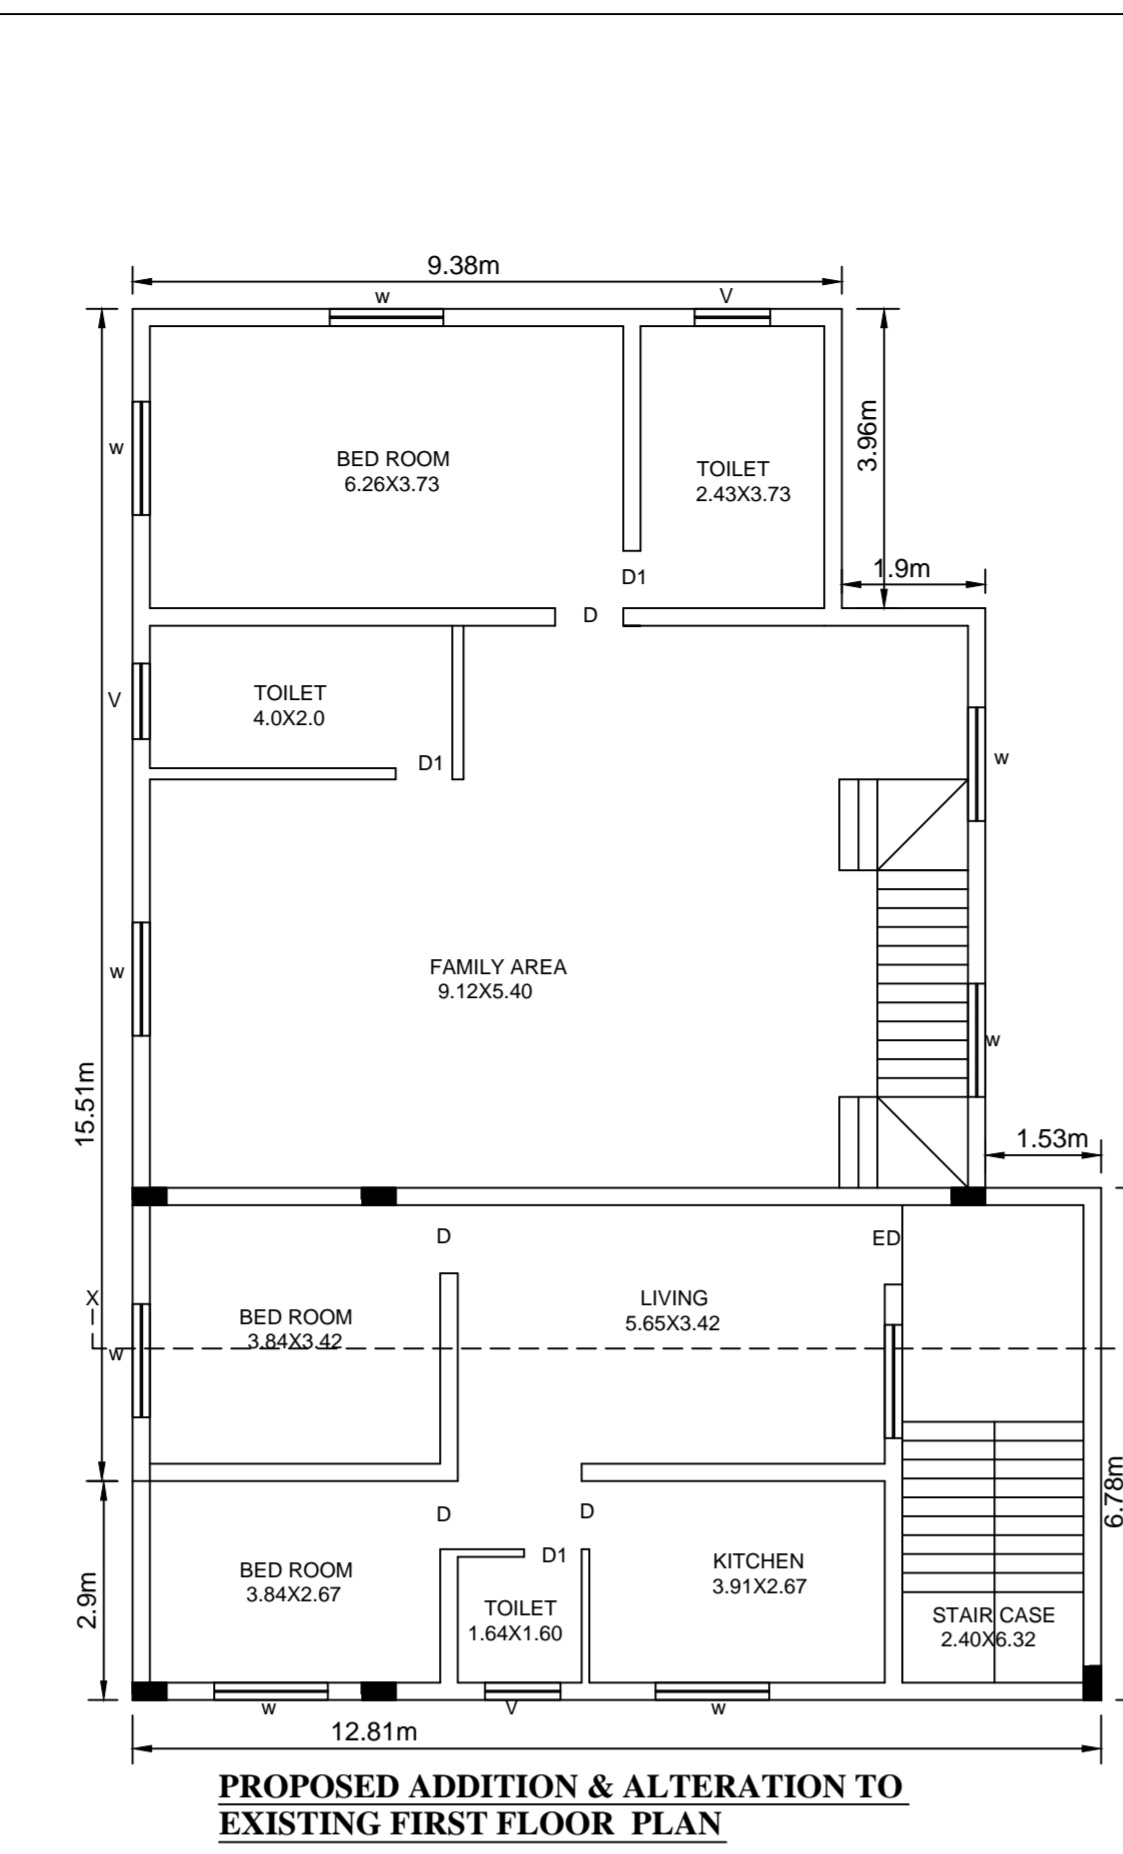 9.38m
w
V
3.96m
w
BED ROOM
6.26X3.73
TOILET
2.43X3.73
1.9m
D1
D
TOILET
4.0X2.0
V
D1
w
FAMILY AREA
9.12X5.40
w
w
15.51m
1.53m
D
ED
X
BED ROOM
3.84X3.42
LIVING
5.65X3.42
w
6.78m
D
D
D1
BED ROOM
3.84X2.67
KITCHEN
3.91X2.67
2.9m
TOILET
1.64X1.60
STAIR CASE
2.40X6.32
w
V
w
12.81m
PROPOSED ADDITION & ALTERATION TO
EXISTING FIRST FLOOR PLAN